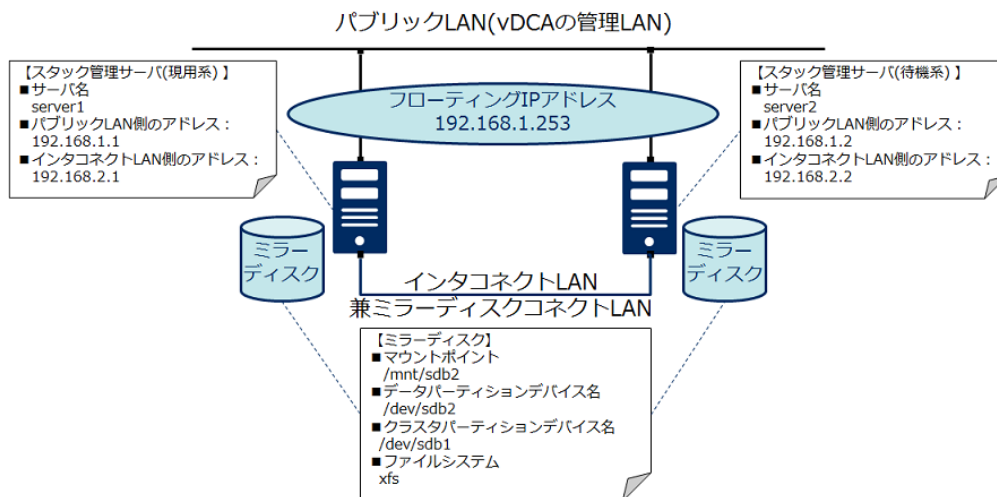 パブリックLAN(vDCAの管理LAN)
【スタック管理サーバ(現用系) 】
■サーバ名
server1
■パブリックLAN側のアドレス：
192.168.1.1
■インタコネクトLAN側のアドレス：
192.168.2.1
フローティングIPアドレス
192.168.1.253
【スタック管理サーバ(待機系) 】
■サーバ名
server2
■パブリックLAN側のアドレス：
192.168.1.2
■インタコネクトLAN側のアドレス：
192.168.2.2
ミラー
ディスク
ミラー
ディスク
インタコネクトLAN
兼ミラーディスクコネクトLAN
【ミラーディスク】
■マウントポイント
/mnt/sdb2
■データパーティションデバイス名
/dev/sdb2
■クラスタパーティションデバイス名
/dev/sdb1
■ファイルシステム
xfs